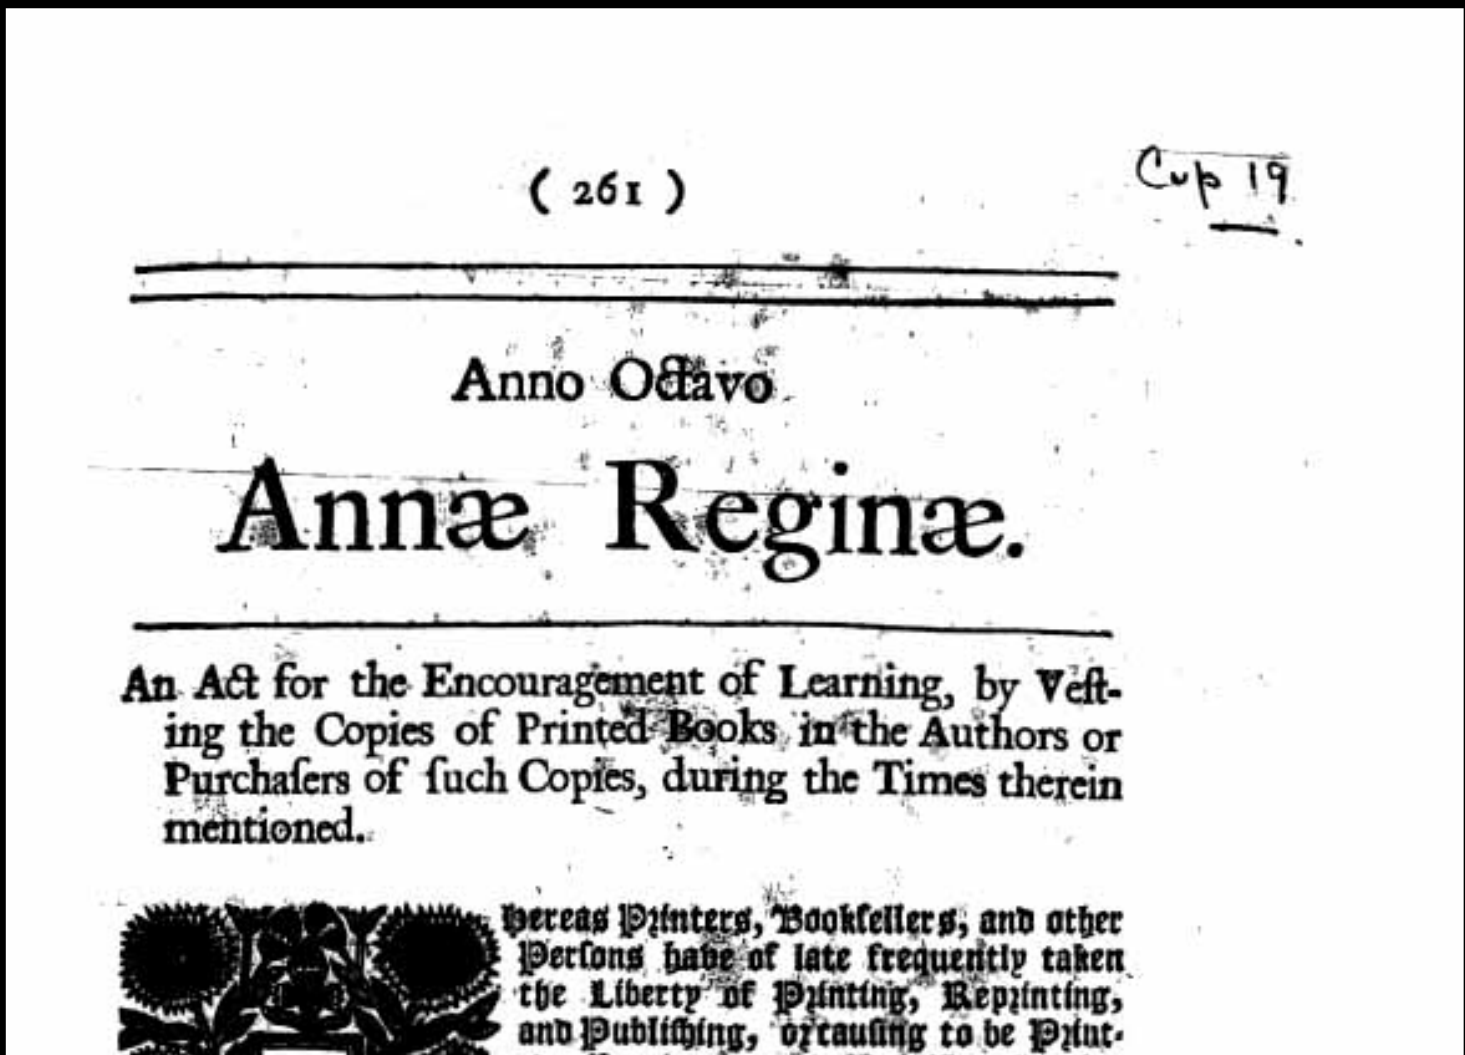 ( 261 )
Cup 19.
Anno Octavo
Annæ Reginæ.
An Act for the Encouragement of Learning, by Veſt-
ing the Copies of Printed Books in the Authors or
Purchaſers of ſuch Copies, during the Times therein
mentioned.
hereas Printers, Bookſellers, and other
Perſons have of late frequently taken
the Liberty of Printing, Reprinting,
and Publiſhing, or cauſing to be Print-